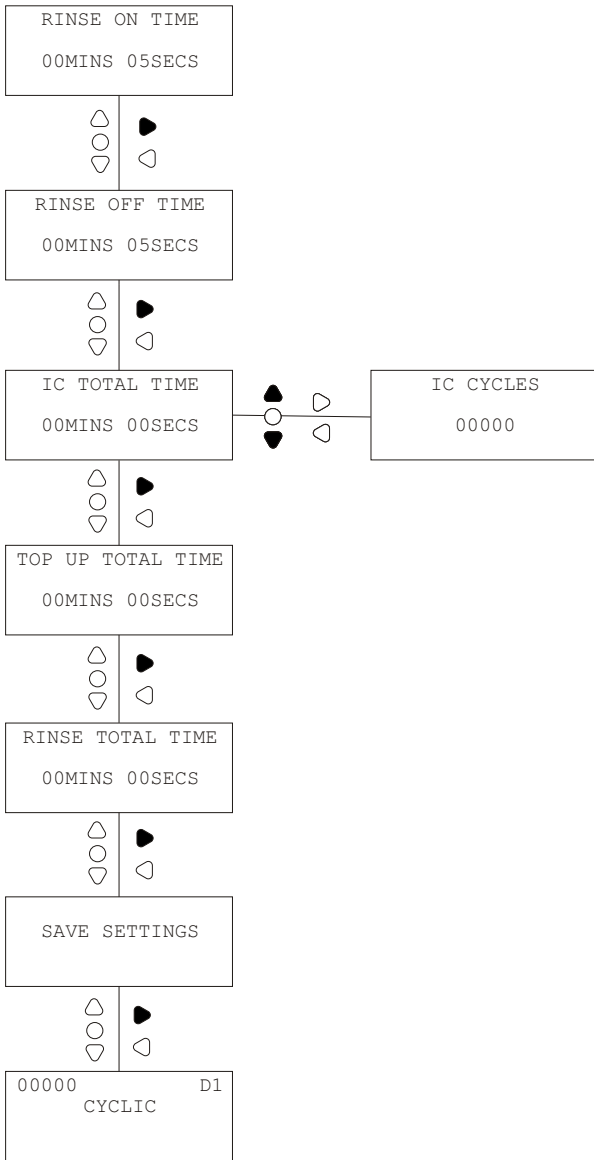 RINSE ON TIME
00MINS 05SECS
RINSE OFF TIME
00MINS 05SECS
IC TOTAL TIME
00MINS 00SECS
IC CYCLES
00000
TOP UP TOTAL TIME
00MINS 00SECS
RINSE TOTAL TIME
00MINS 00SECS
SAVE SETTINGS
00000 D1
CYCLIC